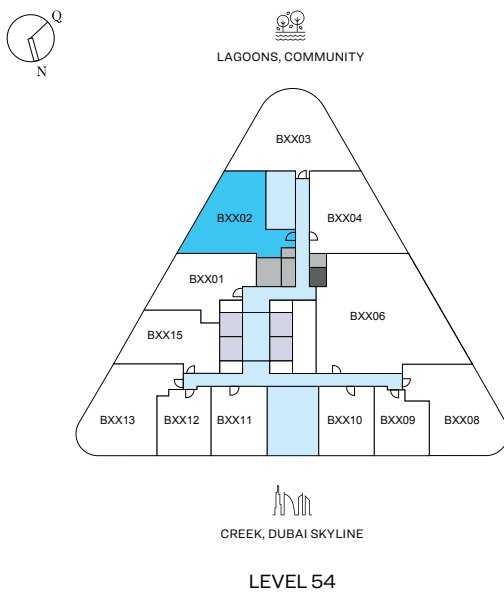 Q
N
LAGOONS, COMMUNITY
BXX03
BXX02
BXX04
BXX01
BXX06
BXX15
BXX13
BXX12
BXX11
BXX10
BXX09
BXX08
CREEK, DUBAI SKYLINE
LEVEL 54